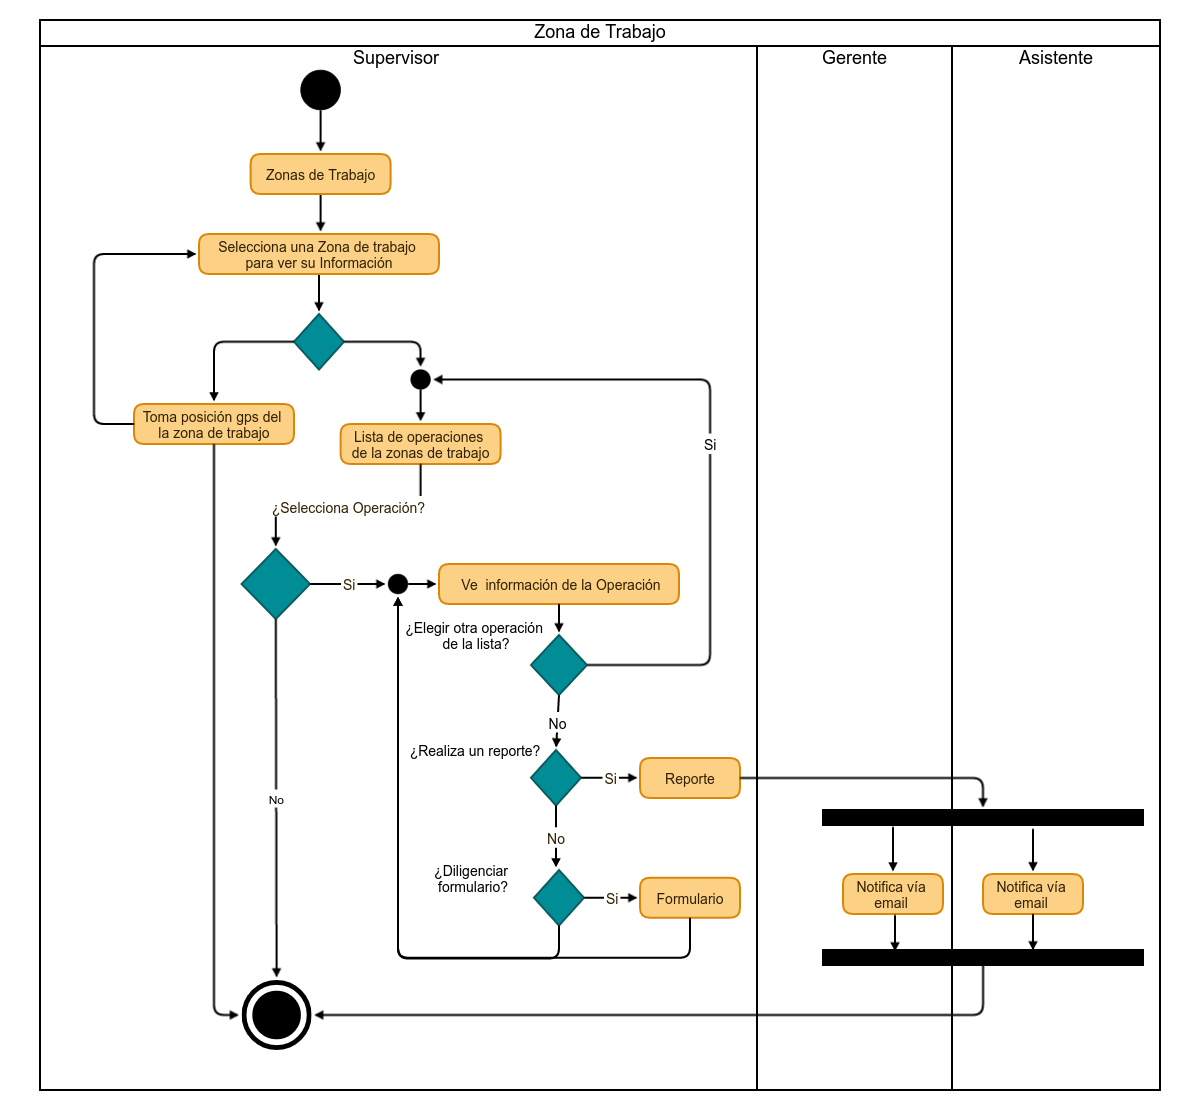 Zona de Trabajo
Supervisor
Gerente
Asistente
Zonas de Trabajo
Selecciona una Zona de trabajo
para ver su Información
Toma posición gps del
la zona de trabajo
Lista de operaciones
de la zonas de trabajo
Si
¿Selecciona Operación?
Si
Ve información de la Operación
¿Elegir otra operación
de la lista?
No
¿Realiza un reporte?
Si
Reporte
No
No
¿Diligenciar
formulario?
Si
Formulario
Notifica vía
email
Notifica vía
email